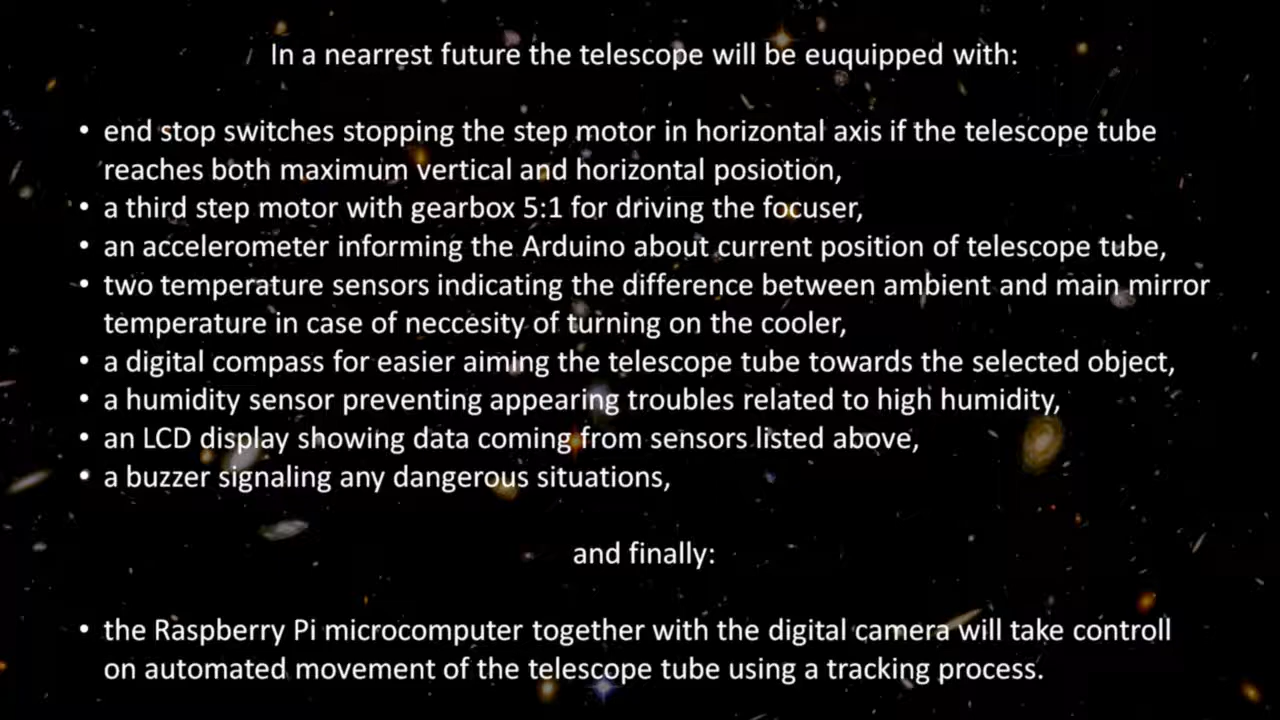 In a nearrest future the telescope will be euquipped with:
• end stop switches stopping the step motor in horizontal axis if the telescope tube
reaches both maximum vertical and horizontal posiotion,
• a third step motor with gearbox 5:1 for driving the focuser,
• an accelerometer informing the Arduino about current position of telescope tube,
• two temperature sensors indicating the difference between ambient and main mirror
temperature in case of neccesity of turning on the cooler,
• a digital compass for easier aiming the telescope tube towards the selected object,
• a humidity sensor preventing appearing troubles related to high humidity,
• an LCD display showing data coming from sensors listed above,
• a buzzer signaling any dangerous situations,
and finally:
• the Raspberry Pi microcomputer together with the digital camera will take controll
on automated movement of the telescope tube using a tracking process.